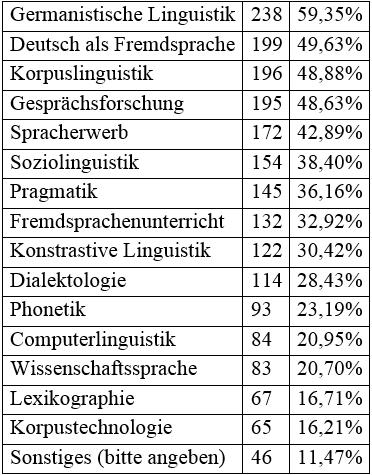 Germanistische Linguistik 238 59,35%
Deutsch als Fremdsprache 199 49,63%
Korpuslinguistik 196 48,88%
Gesprächsforschung 195 48,63%
Spracherwerb 172 42,89%
Soziolinguistik 154 38,40%
Pragmatik 145 36,16%
Fremdsprachenunterricht 132 32,92%
Konstrastive Linguistik 122 30,42%
Dialektologie 114 28,43%
Phonetik 93 23,19%
Computerlinguistik 84 20,95%
Wissenschaftssprache 83 20,70%
Lexikographie 67 16,71%
Korpustechnologie 65 16,21%
Sonstiges (bitte angeben) 46 11,47%